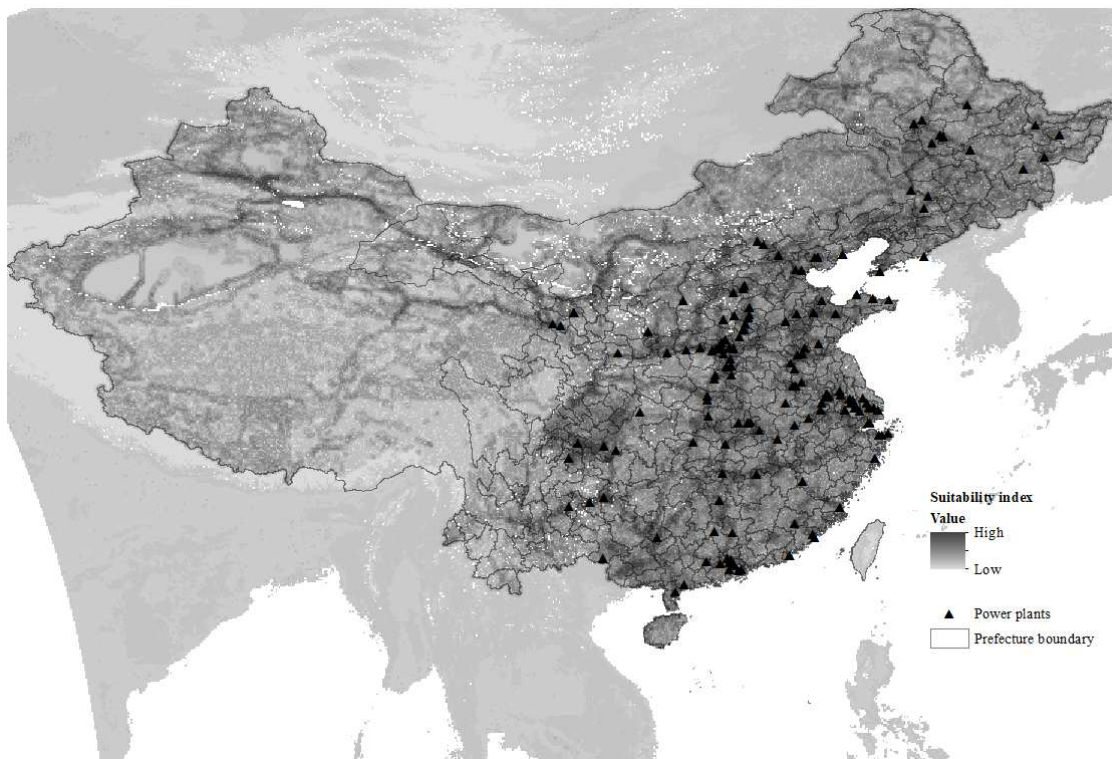 Suitability index
Value
High
Low
Power plants
Prefecture boundary